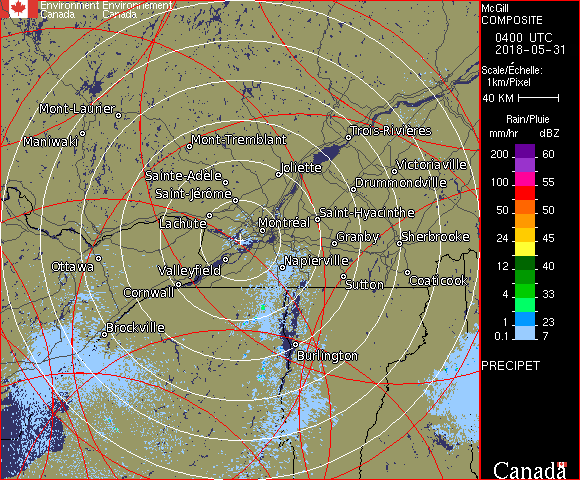 Environment Environnement
Canada Canada
Mont-Laurier
Maniwaki
Mont-Tremblant
Trois-Rivières
Joliette
Victoriaville
Sainte-Adèle
Drummondville
Saint-Jérôme
Lachute
Montréal
Saint-Hyacinthe
Granby
Sherbrooke
Ottawa
Valleyfield
Napierville
Cornwall
Sutton
Coaticook
Brockville
Burlington
McGill
COMPOSITE
0400 UTC
2018-05-31
Scale/Échelle:
1km/Pixel
40 KM
Rain/Pluie
mm/hr dBZ
200 60
100 55
50 50
24 45
12 40
4 33
1 23
0.1 7
PRECIPET
Canada